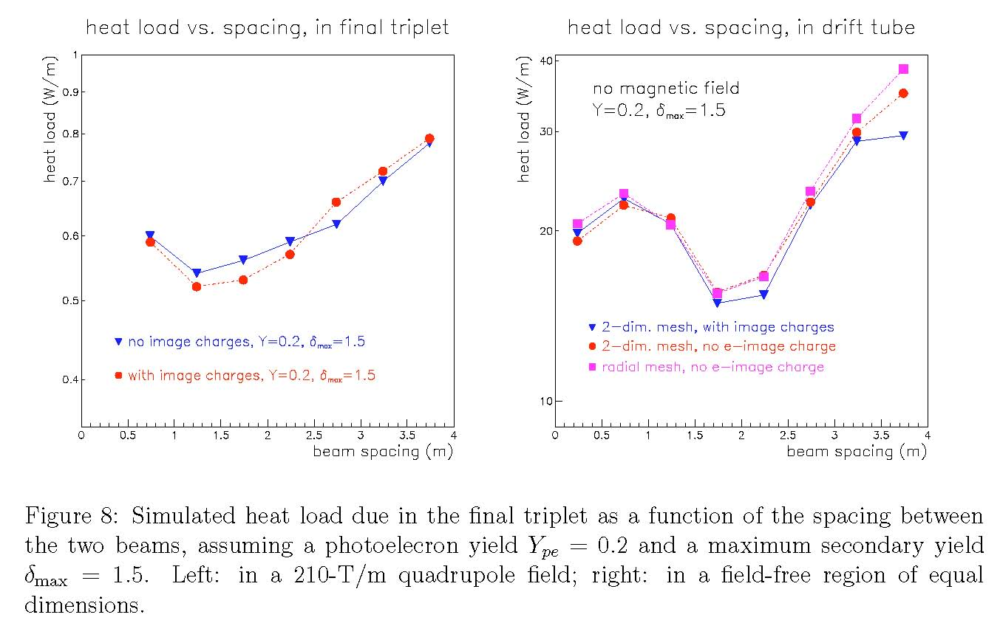 heat load vs. spacing, in final triplet
heat load (W/m)
1
0.9
0.8
0.7
0.6
0.5
0.4
no image charges, Y=0.2, δmax=1.5
with image charges, Y=0.2, δmax=1.5
0 0.5 1 1.5 2 2.5 3 3.5 4
beam spacing (m)
heat load vs. spacing, in drift tube
heat load (W/m)
40
30
20
10
no magnetic field
Y=0.2, δmax=1.5
2-dim. mesh, with image charges
2-dim. mesh, no e-image charge
radial mesh, no e-image charge
0 0.5 1 1.5 2 2.5 3 3.5 4
beam spacing (m)
Figure 8: Simulated heat load due in the final triplet as a function of the spacing between
the two beams, assuming a photoelecron yield Ype = 0.2 and a maximum secondary yield
δmax = 1.5. Left: in a 210-T/m quadrupole field; right: in a field-free region of equal
dimensions.